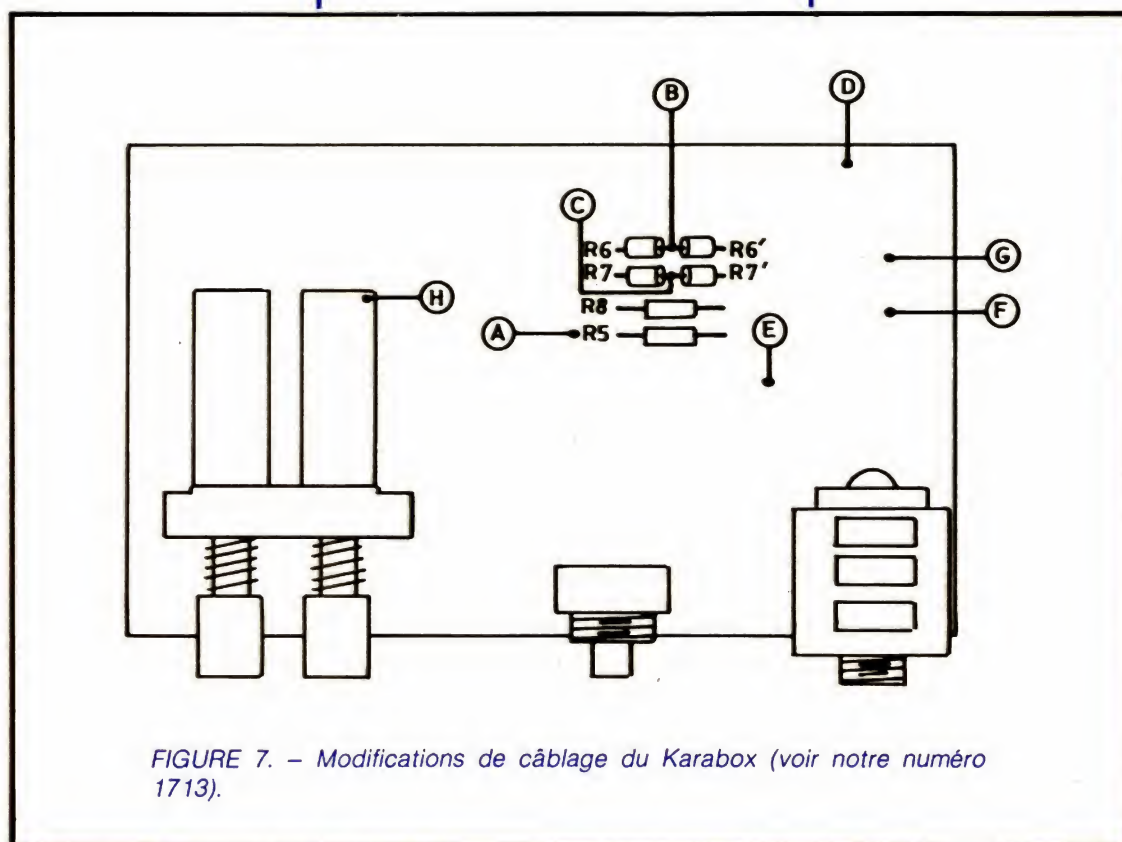 B
D
C
R6
R6′
G
R7
R7′
H
R8
F
A
R5
E
FIGURE 7. – Modifications de câblage du Karabox (voir notre numéro
1713).